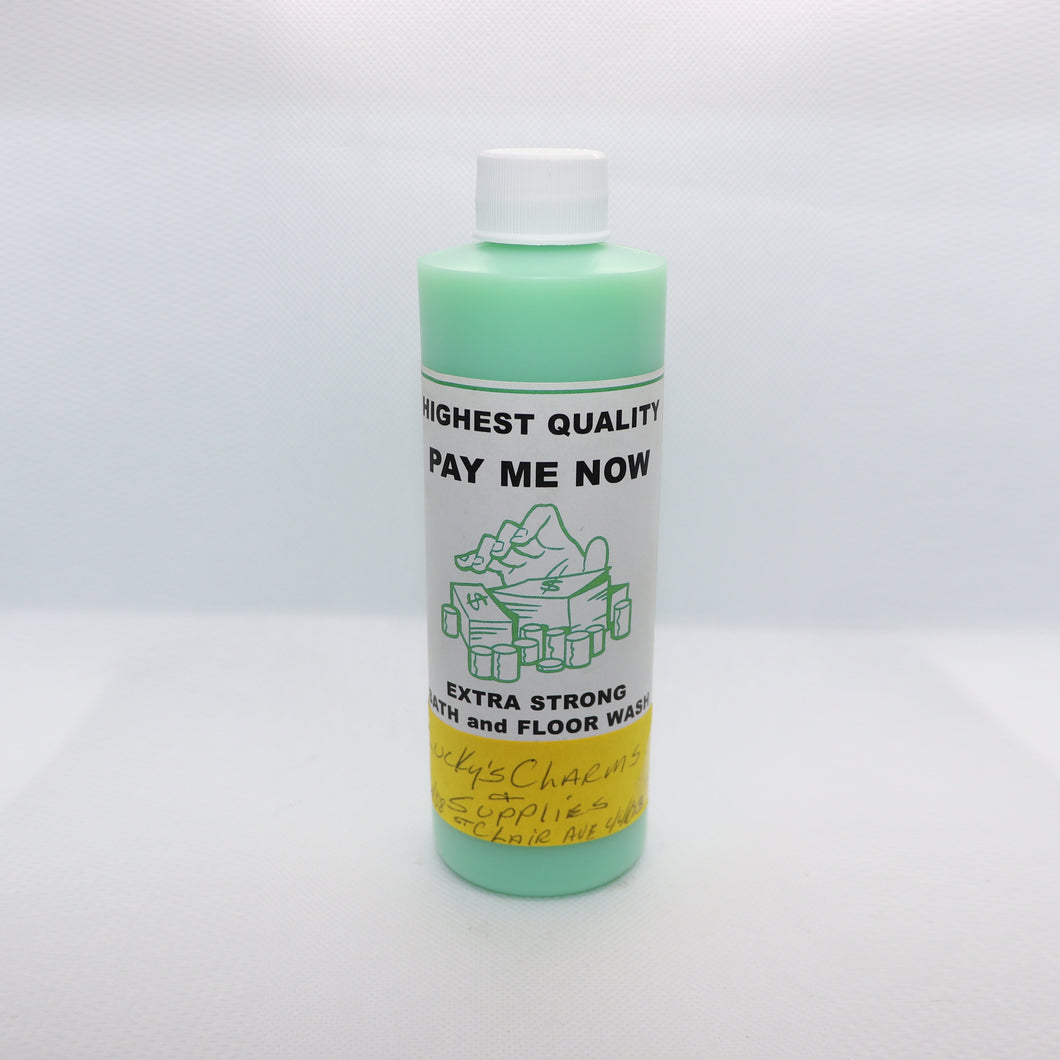 HIGHEST QUALITY
PAY ME NOW
$ $
EXTRA STRONG
BATH and FLOOR WASH
Lucky's Charms
&
Supplies
ST CLAIR AVE